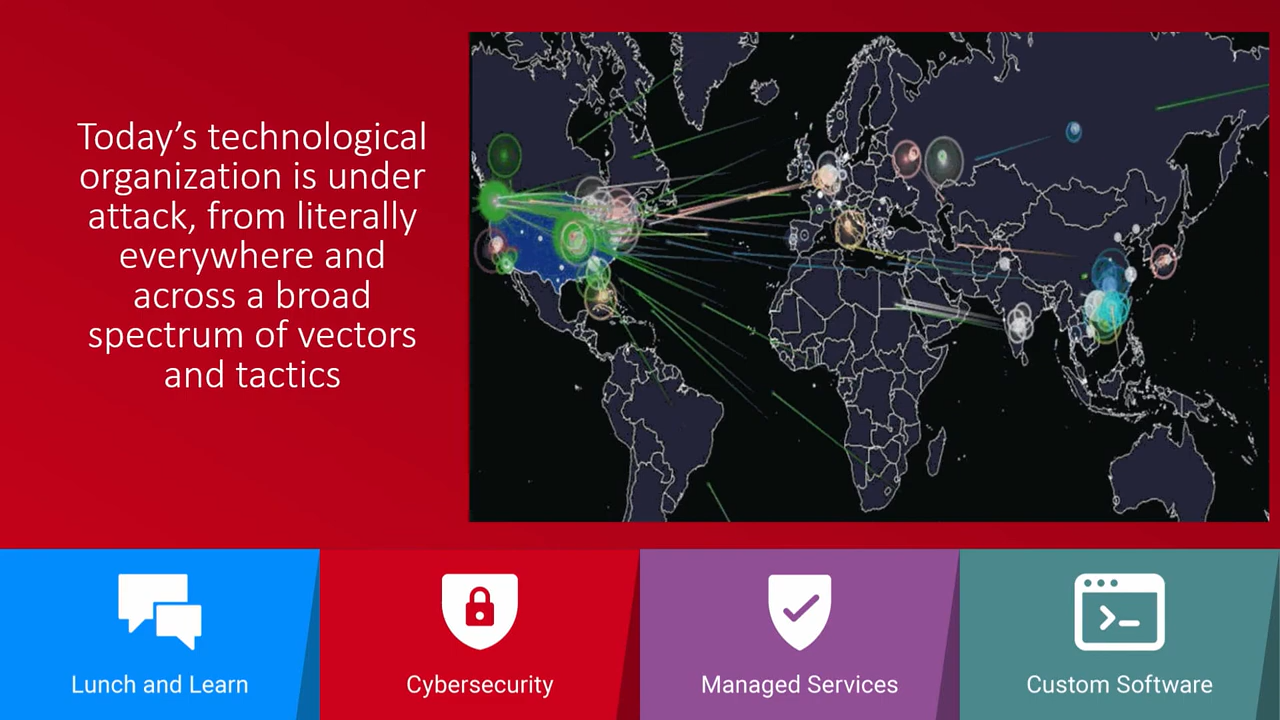 Today’s technological
organization is under
attack, from literally
everywhere and
across a broad
spectrum of vectors
and tactics
Lunch and Learn
Cybersecurity
Managed Services
Custom Software